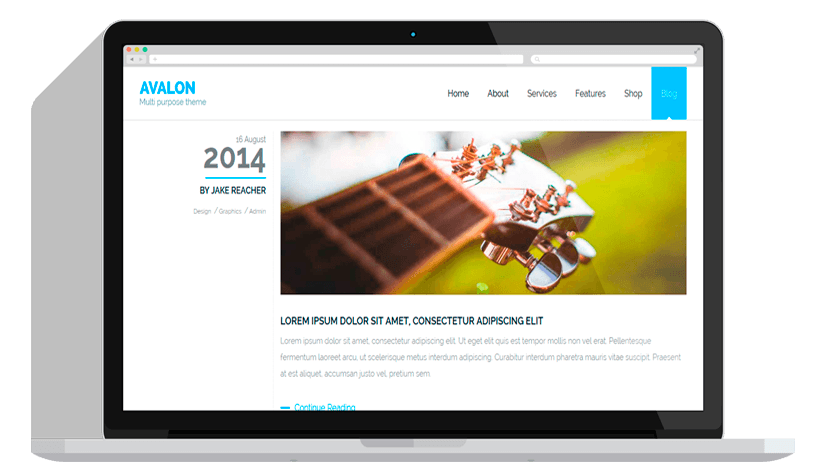 AVALON
Multi purpose theme
Home About Services Features Shop Blog
16 August
2014
BY JAKE REACHER
Design / Graphics / Admin
LOREM IPSUM DOLOR SIT AMET, CONSECTETUR ADIPISCING ELIT
Lorem ipsum dolor sit amet, consectetur adipiscing elit. Ut eget elit quis est tempor mollis non vel erat. Pellentesque
fermentum laoreet arcu, ut scelerisque metus interdum adipiscing. Curabitur interdum pharetra mauris vitae suscipit. Praesent
at est aliquet, accumsan justo vel, pretium sem.
Continue Reading